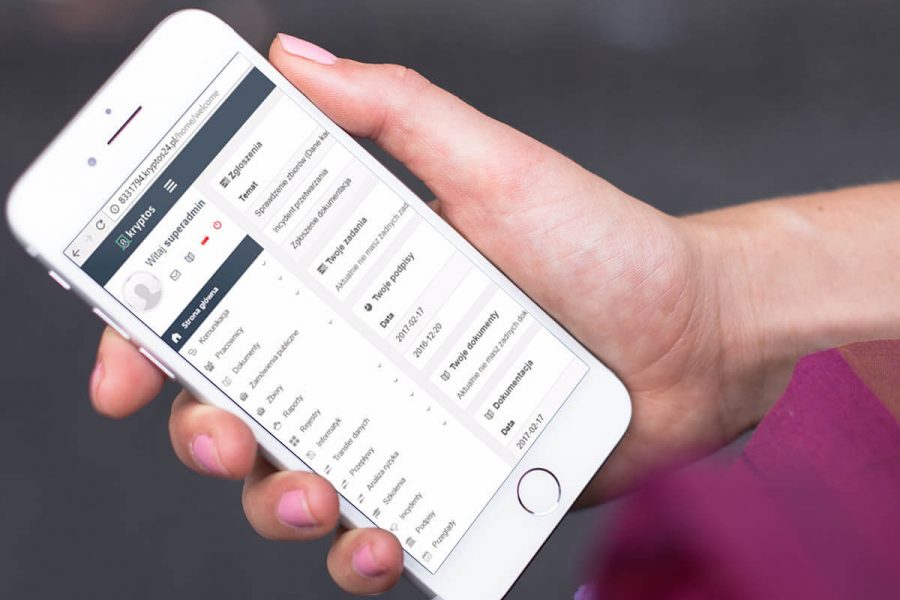 8331794.kryptos24.pl/home/welcome
kryptos
Witaj superadmin
Strona główna
Komunikacja
Pracownicy
Dokumenty
Zamówienia publiczne
Zbiory
Raporty
Rejestry
Informatyk
Transfer danych
Przepływy
Analiza ryzyka
Szkolenia
Incydenty
Podpisy
Przeglądy
Zgłoszenia
Temat
Sprawdzenie zbiorów (Dane
Incydent przetwarzania
Zgłoszenie dokumentacja
Twoje zadania
Aktualnie nie masz żadnych zad
Twoje podpisy
Data
2017-02-17
2016-12-20
Twoje dokumenty
Aktualnie nie masz żadnych dok
Dokumentacja
Data
2017-02-17